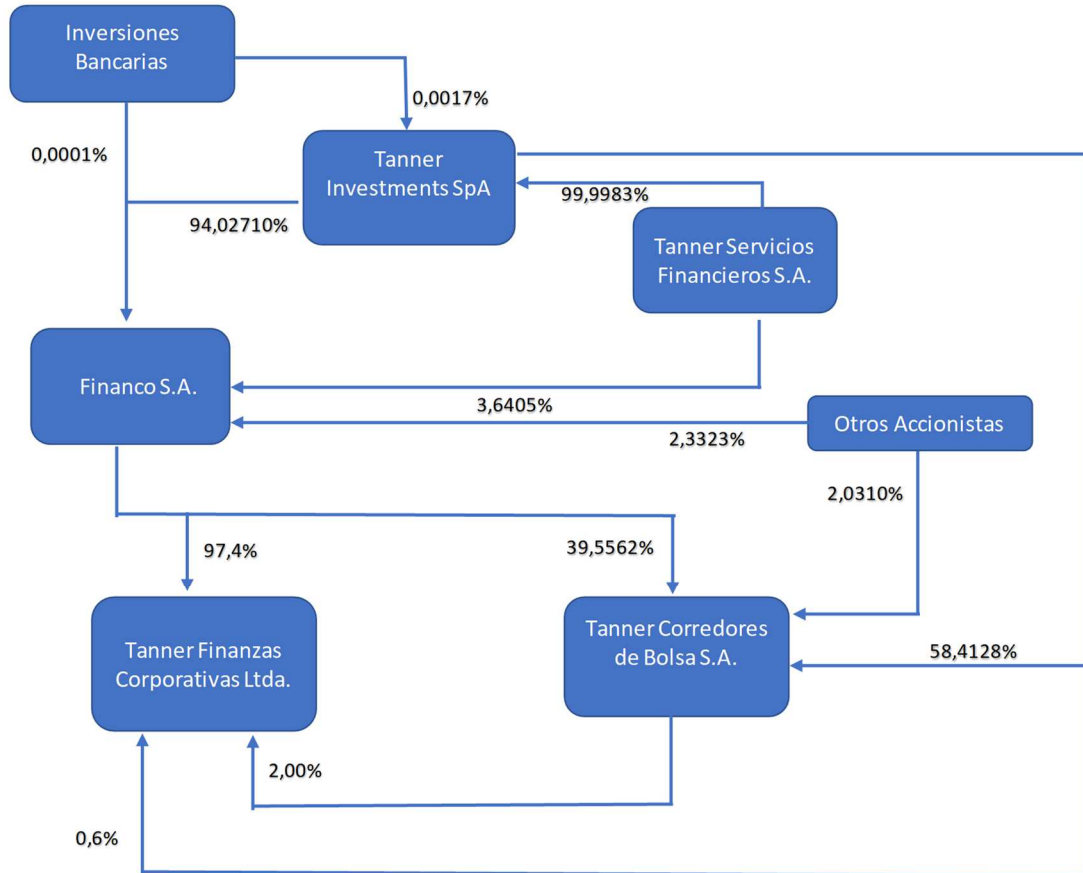 Inversiones
Bancarias
0,0017%
0,0001%
Tanner
Investments SpA
94,02710%
99,9983%
Tanner Servicios
Financieros S.A.
Financo S.A.
3,6405%
Otros Accionistas
2,3323%
2,0310%
97,4%
39,5562%
Tanner Finanzas
Corporativas Ltda.
Tanner Corredores
de Bolsa S.A.
58,4128%
2,00%
0,6%